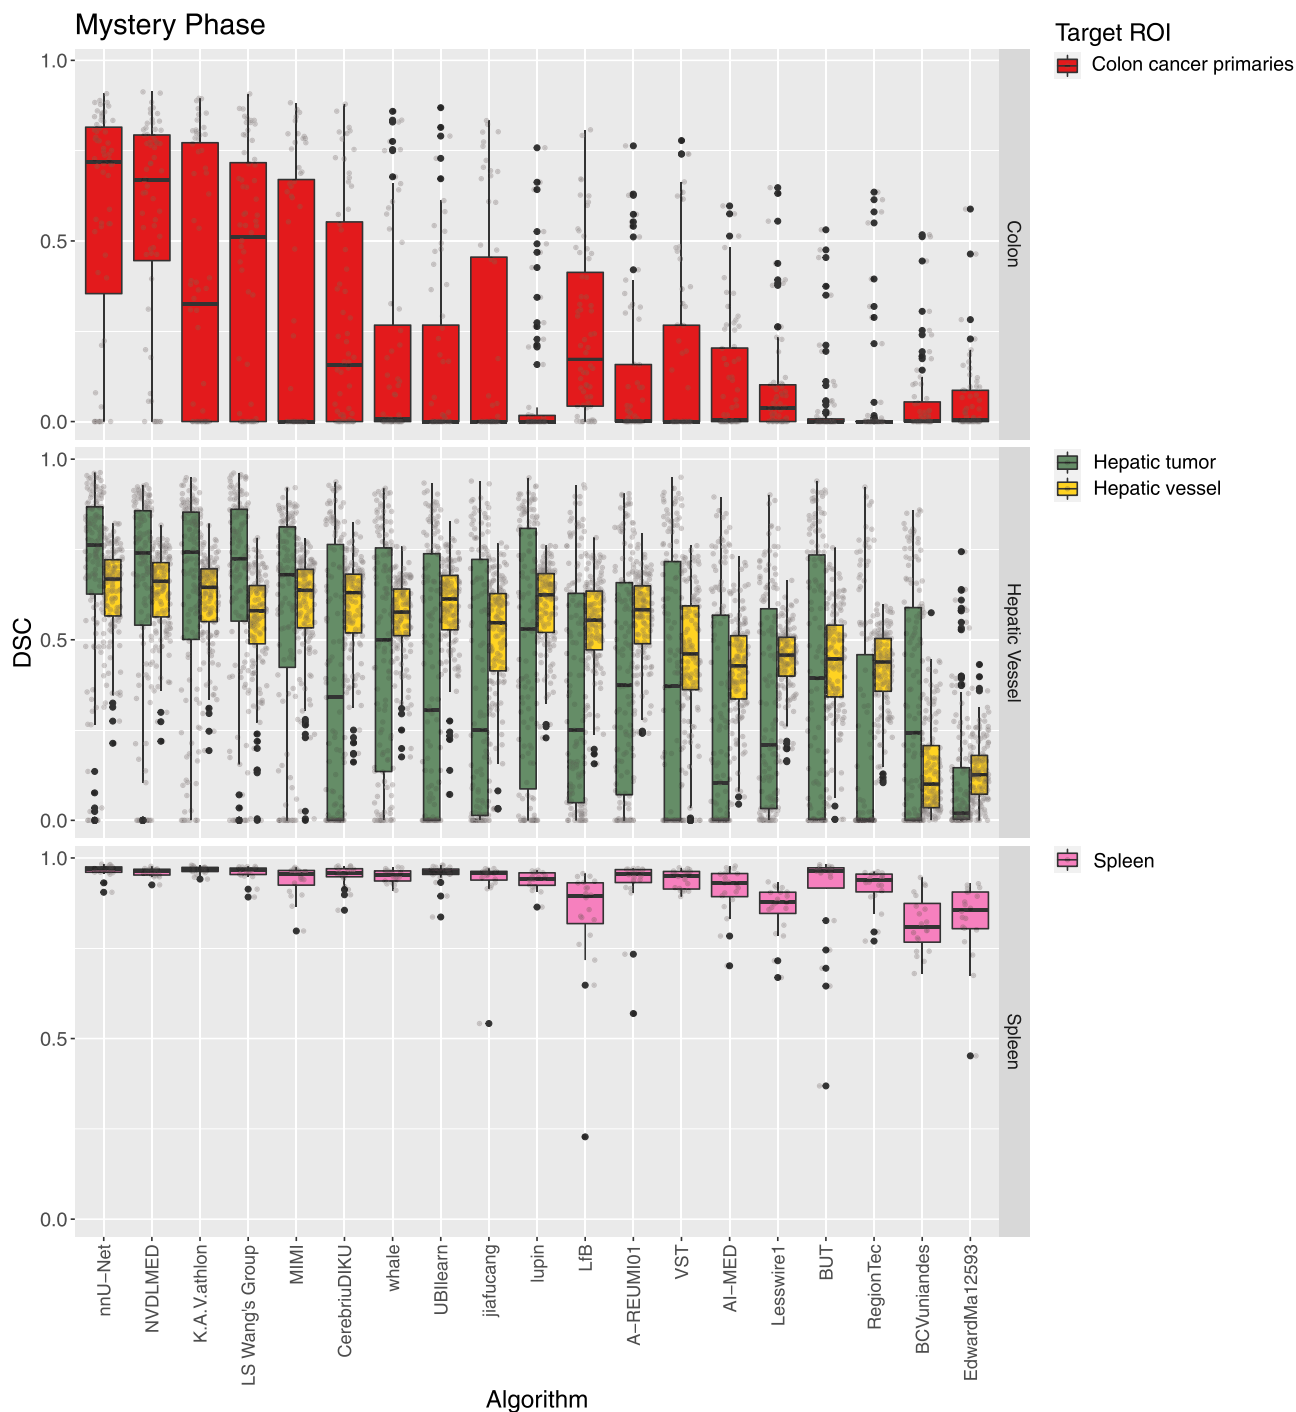 Mystery Phase
Target ROI
Colon cancer primaries
1.0
0.5
0.0
Colon
Hepatic tumor
Hepatic vessel
1.0
0.5
0.0
Hepatic Vessel
DSC
Spleen
1.0
0.5
0.0
Spleen
nnU-Net
NVDLMED
K.A.V.athlon
LS Wang's Group
MIMI
CerebriuDIKU
whale
UBIlearn
jiafucang
lupin
LfB
A-REUMI01
VST
AI-MED
Lesswire1
BUT
RegionTec
BCVuniandes
EdwardMa12593
Algorithm